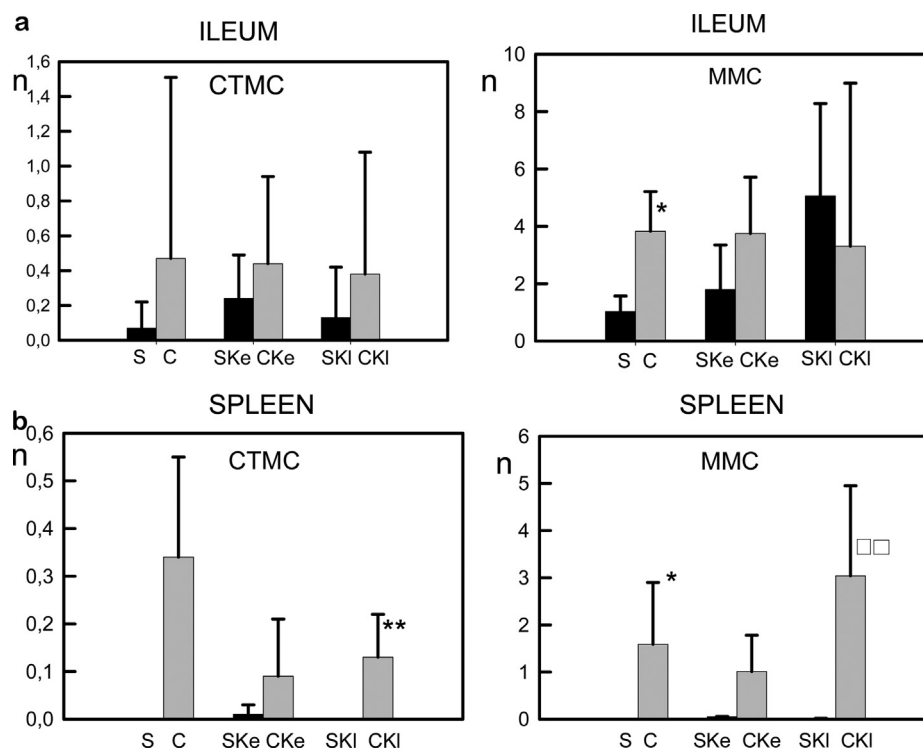 a
ILEUM
n
CTMC
1,6
1,4
1,2
1,0
0,8
0,6
0,4
0,2
0,0
S C SKe CKe SKI CKI
ILEUM
n
MMC
10
8
6
4
2
0
*
S C SKe CKe SKI CKI
b
SPLEEN
n
CTMC
0,6
0,5
0,4
0,3
0,2
0,1
0,0
**
S C SKe CKe SKI CKI
SPLEEN
n
MMC
6
5
4
3
2
1
0
*
□□
S C SKe CKe SKI CKI